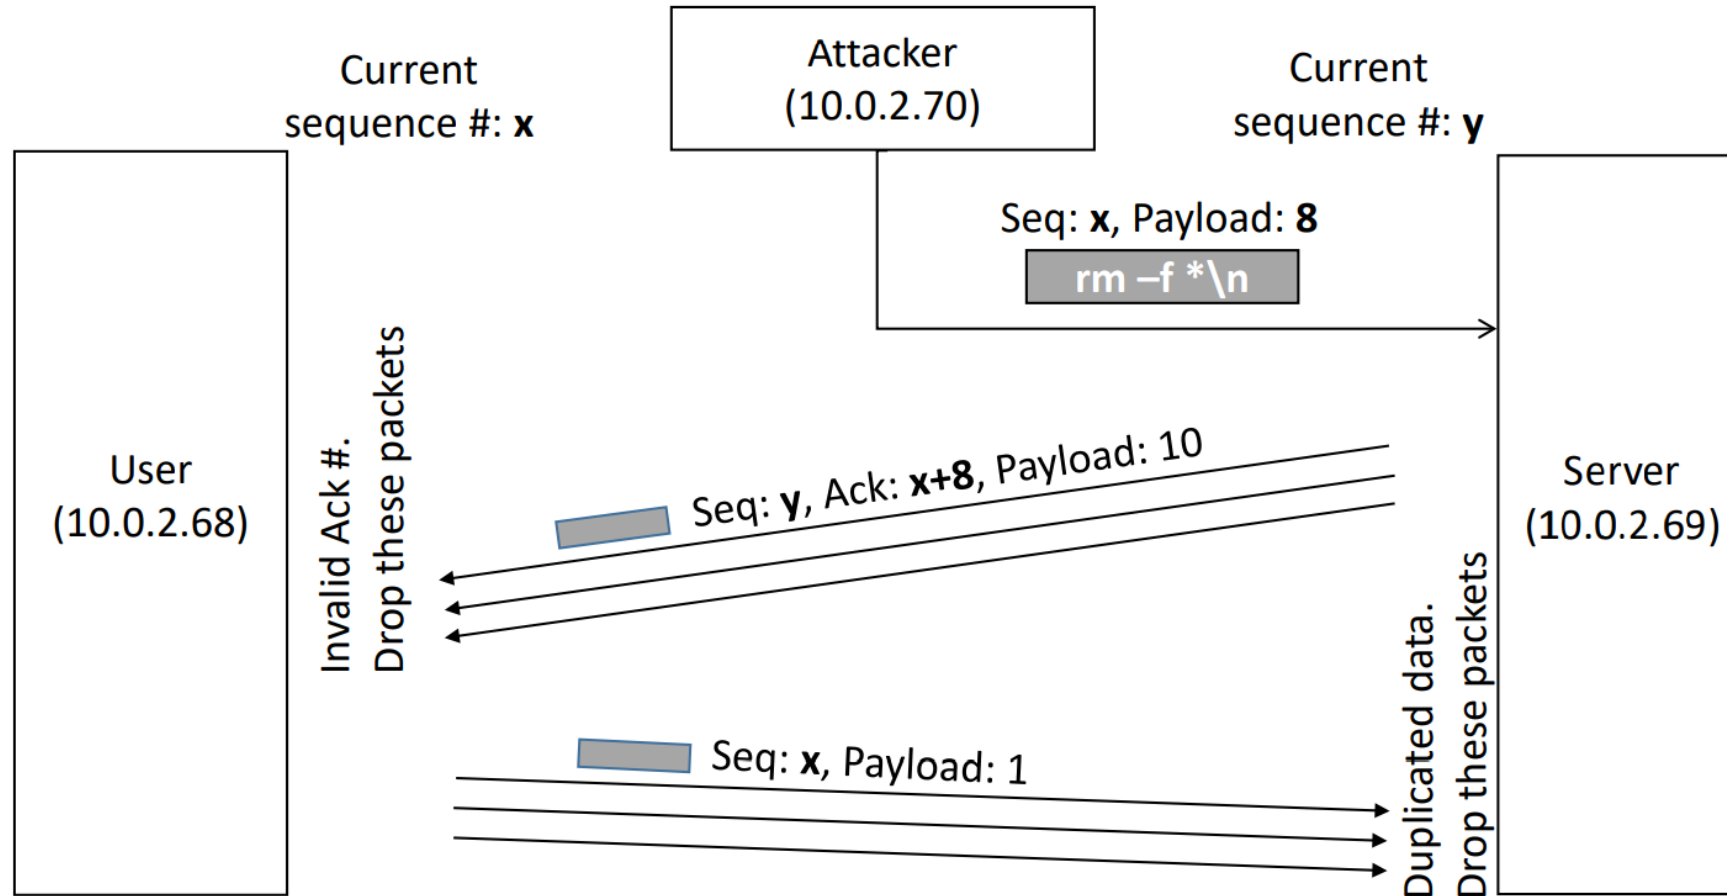 Attacker
(10.0.2.70)
Current
sequence #: x
Current
sequence #: y
Seq: x, Payload: 8
rm –f *\n
User
(10.0.2.68)
Invalid Ack #.
Drop these packets
Seq: y, Ack: x+8, Payload: 10
Server
(10.0.2.69)
Seq: x, Payload: 1
Duplicated data.
Drop these packets